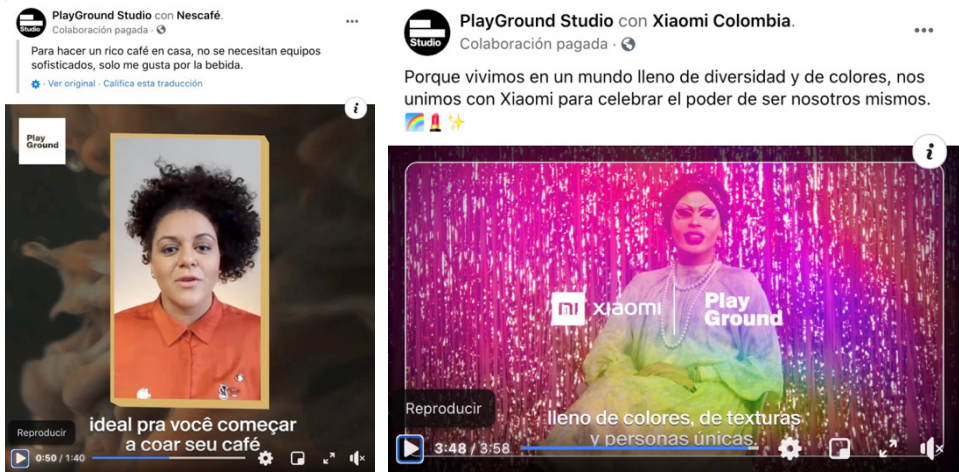 PlayGround Studio con Nescafé.
Colaboración pagada ·
Para hacer un rico café en casa, no se necesitan equipos
sofisticados, solo me gusta por la bebida.
· Ver original · Califica esta traducción
Play
Ground
Studio
ideal pra você começar
a coar seu café
Reproducir
0:50 / 1:40
PlayGround Studio con Xiaomi Colombia.
Colaboración pagada ·
Studio
Porque vivimos en un mundo lleno de diversidad y de colores, nos
unimos con Xiaomi para celebrar el poder de ser nosotros mismos.
i
i
mi xiaomi
Play
Ground
Reproducir
lleno de colores, de texturas
y personas únicas.
3:48 / 3:58